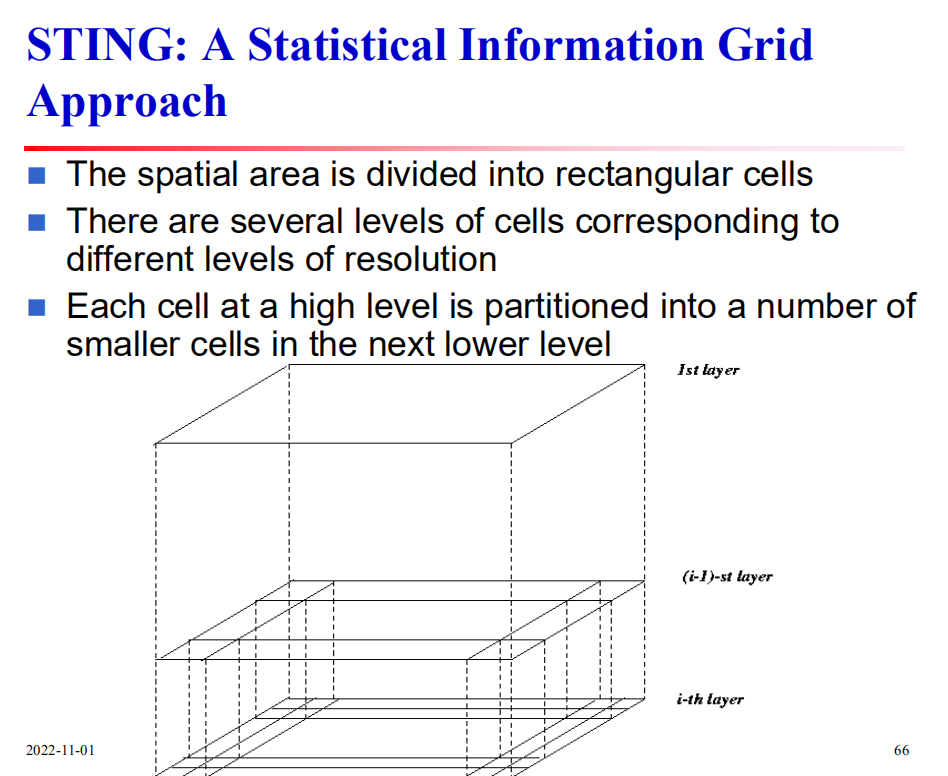 STING: A Statistical Information Grid
Approach
The spatial area is divided into rectangular cells
There are several levels of cells corresponding to
different levels of resolution
Each cell at a high level is partitioned into a number of
smaller cells in the next lower level
1st layer
(i-1)-st layer
i-th layer
2022-11-01
66